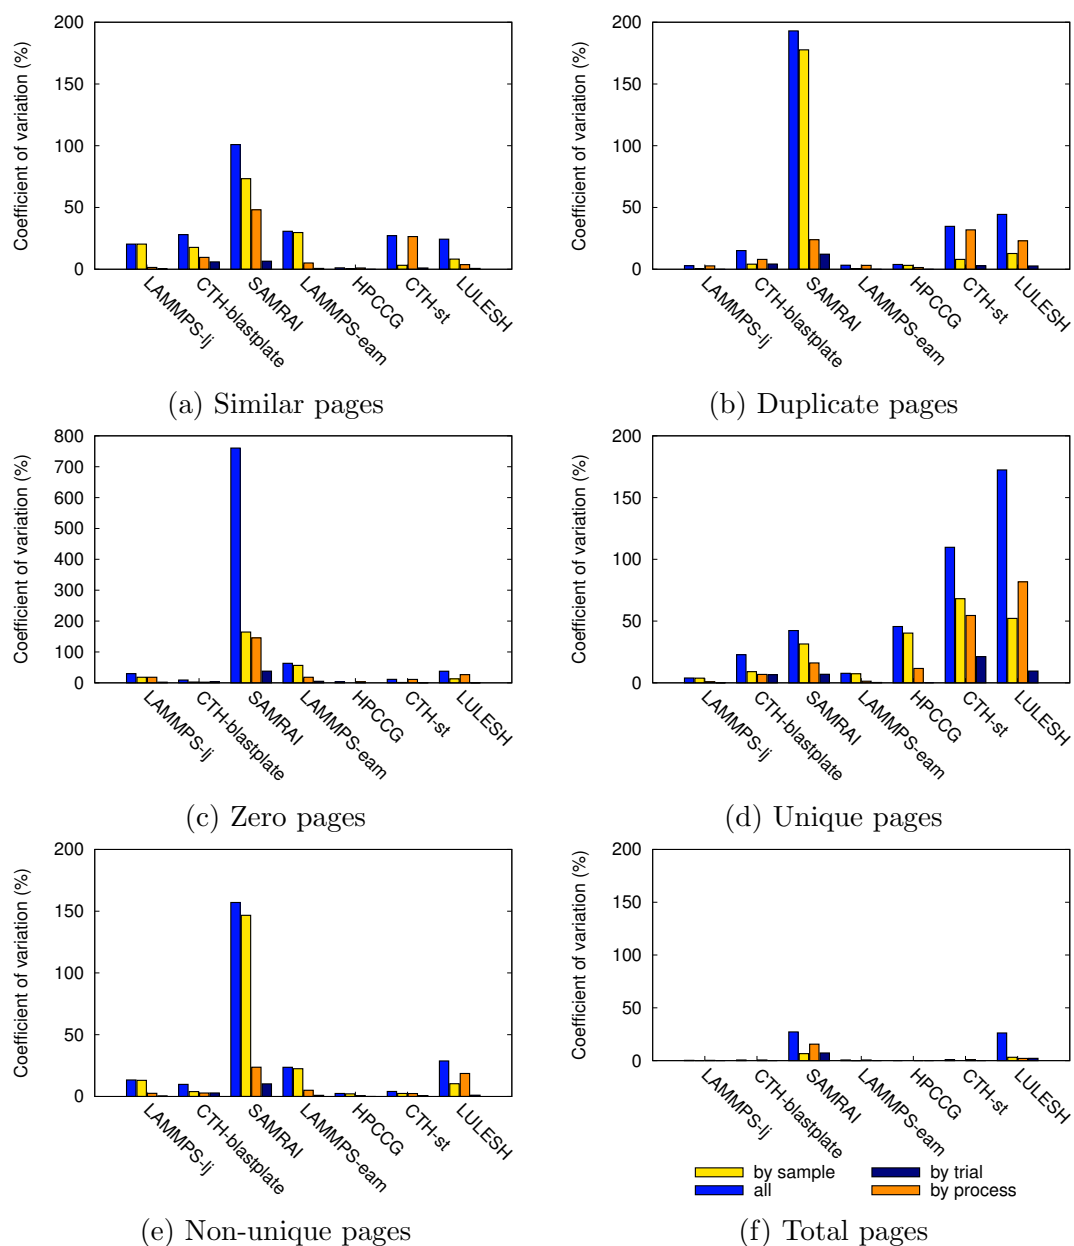 Coefficient of variation (%)
200
150
100
50
0
LAMMPS-lj
CTH-blastplate
SAMRAI
LAMMPS-eam
HPCCG
CTH-st
LULESH
(a) Similar pages
Coefficient of variation (%)
200
150
100
50
0
LAMMPS-lj
CTH-blastplate
SAMRAI
LAMMPS-eam
HPCCG
CTH-st
LULESH
(b) Duplicate pages
Coefficient of variation (%)
800
700
600
500
400
300
200
100
0
LAMMPS-lj
CTH-blastplate
SAMRAI
LAMMPS-eam
HPCCG
CTH-st
LULESH
(c) Zero pages
Coefficient of variation (%)
200
150
100
50
0
LAMMPS-lj
CTH-blastplate
SAMRAI
LAMMPS-eam
HPCCG
CTH-st
LULESH
(d) Unique pages
Coefficient of variation (%)
200
150
100
50
0
LAMMPS-lj
CTH-blastplate
SAMRAI
LAMMPS-eam
HPCCG
CTH-st
LULESH
(e) Non-unique pages
Coefficient of variation (%)
200
150
100
50
0
LAMMPS-lj
CTH-blastplate
SAMRAI
LAMMPS-eam
HPCCG
CTH-st
LULESH
by sample
all
by trial
by process
(f) Total pages